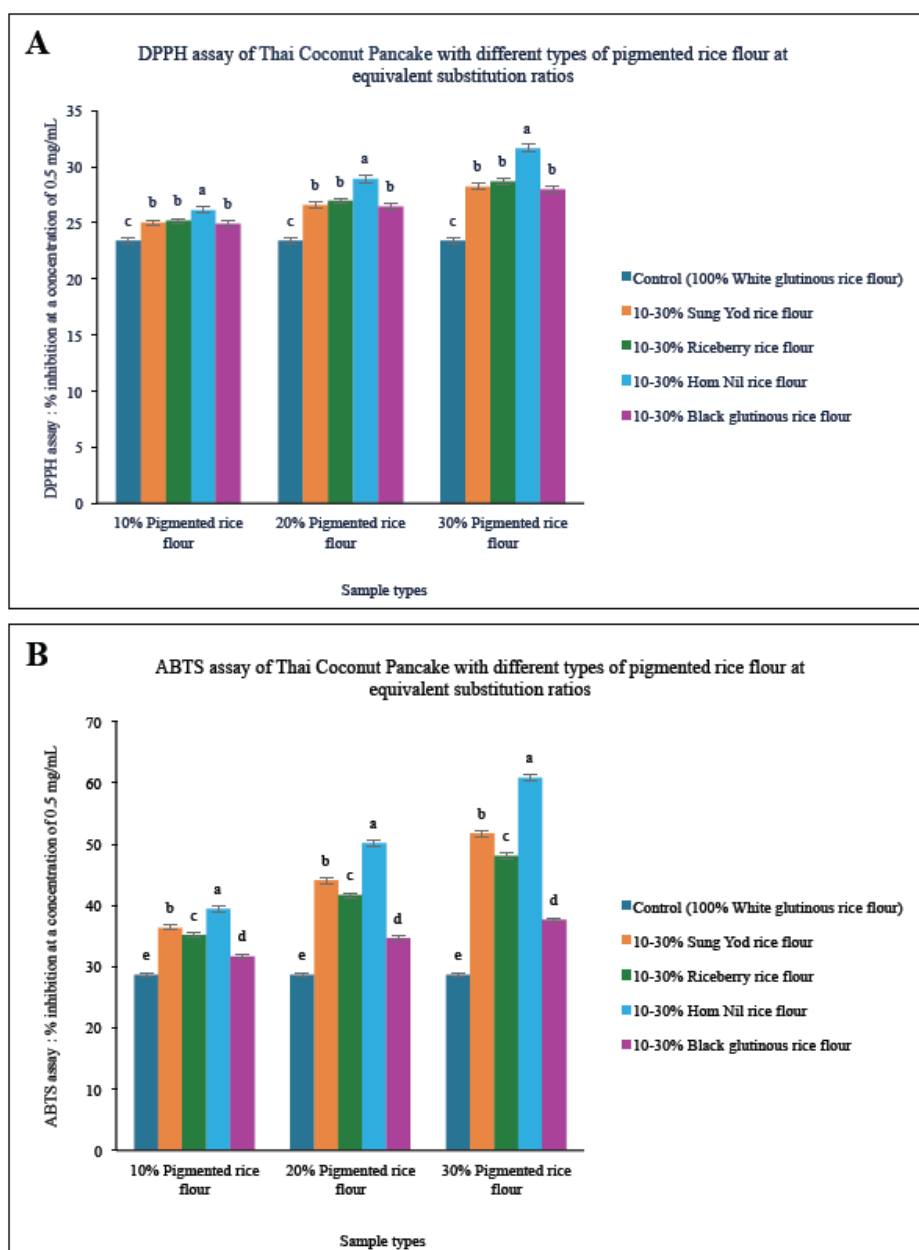 A
DPPH assay of Thai Coconut Pancake with different types of pigmented rice flour at
equivalent substitution ratios
DPPH assay : % inhibition at a concentration of 0.5 mg/mL
35
30
25
20
15
10
5
0
c b b a b
c b b a b
c b b a b
10% Pigmented rice
flour
20% Pigmented rice
flour
30% Pigmented rice
flour
Sample types
Control (100% White glutinous rice flour)
10-30% Sung Yod rice flour
10-30% Riceberry rice flour
10-30% Hom Nil rice flour
10-30% Black glutinous rice flour
B
ABTS assay of Thai Coconut Pancake with different types of pigmented rice flour at
equivalent substitution ratios
ABTS assay : % inhibition at a concentration of 0.5 mg/mL
70
60
50
40
30
20
10
0
e b c a d
e b c a d
e b c a d
10% Pigmented rice
flour
20% Pigmented rice
flour
30% Pigmented rice
flour
Sample types
Control (100% White glutinous rice flour)
10-30% Sung Yod rice flour
10-30% Riceberry rice flour
10-30% Hom Nil rice flour
10-30% Black glutinous rice flour